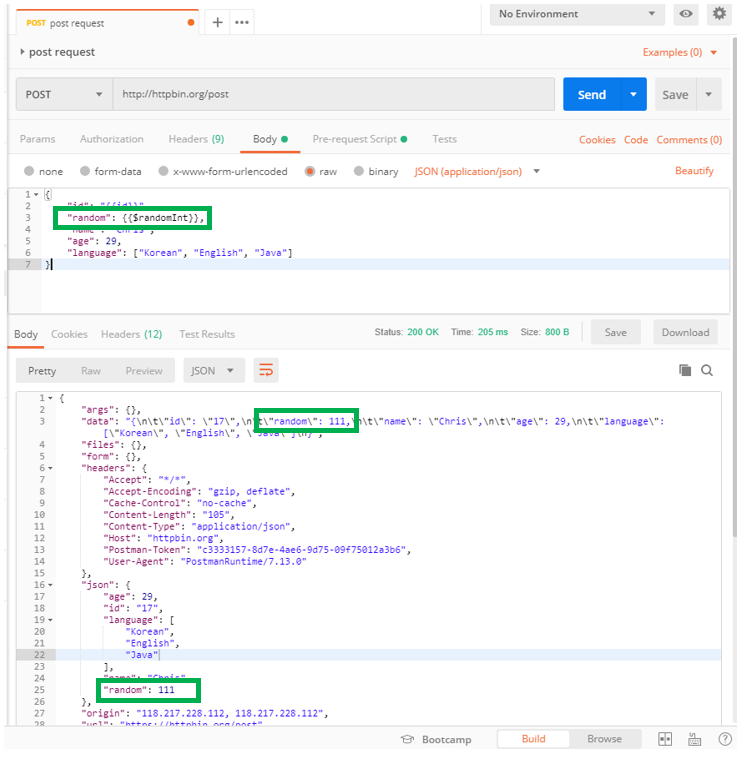 POST post request
+ •••
No Environment
post request
Examples (0)
POST http://httpbin.org/post Send Save
Params Authorization Headers (9) Body Pre-request Script Tests Cookies Code Comments (0)
none form-data x-www-form-urlencoded raw binary JSON (application/json) Beautify
1 {
2 "id": "{{id}}"
3 "random": {{$randomInt}},
4 "name": "Chris",
5 "age": 29,
6 "language": ["Korean", "English", "Java"]
7 }
Body Cookies Headers (12) Test Results Status: 200 OK Time: 205 ms Size: 800 B Save Download
Pretty Raw Preview JSON
1 {
2 "args": {},
3 "data": "{\n\t\"id\": \"17\",\n\t\"random\": 111,\n\t\"name\": \"Chris\",\n\t\"age\": 29,\n\t\"language\":
[\"Korean\", \"English\", \"Java\"]\n}",
4 "files": {},
5 "form": {},
6 "headers": {
7 "Accept": "*/*",
8 "Accept-Encoding": "gzip, deflate",
9 "Cache-Control": "no-cache",
10 "Content-Length": "105",
11 "Content-Type": "application/json",
12 "Host": "httpbin.org",
13 "Postman-Token": "c3333157-8d7e-4ae6-9d75-09f75012a3b6",
14 "User-Agent": "PostmanRuntime/7.13.0"
15 },
16 "json": {
17 "age": 29,
18 "id": "17",
19 "language": [
20 "Korean",
21 "English",
22 "Java"
23 ],
24 "name": "Chris",
25 "random": 111
26 },
27 "origin": "118.217.228.112, 118.217.228.112",
28 "url": "https://httpbin.org/post"
Bootcamp Build Browse